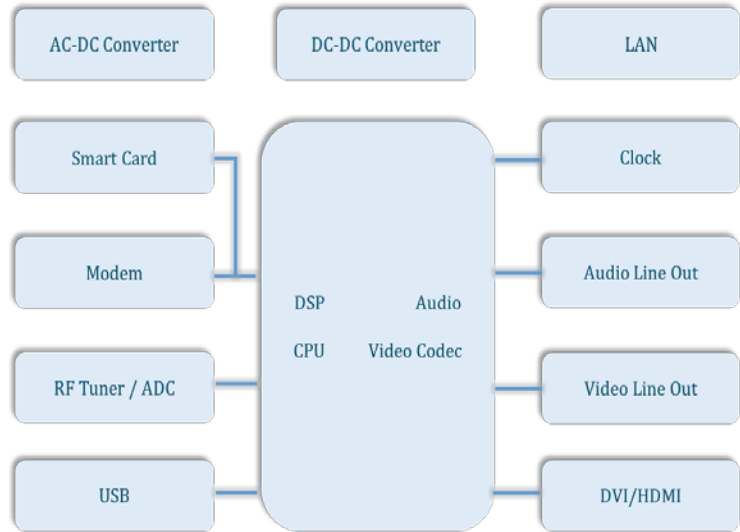 AC-DC Converter
DC-DC Converter
LAN
Smart Card
Clock
Modem
Audio Line Out
DSP
Audio
CPU
Video Codec
RF Tuner / ADC
Video Line Out
USB
DVI/HDMI